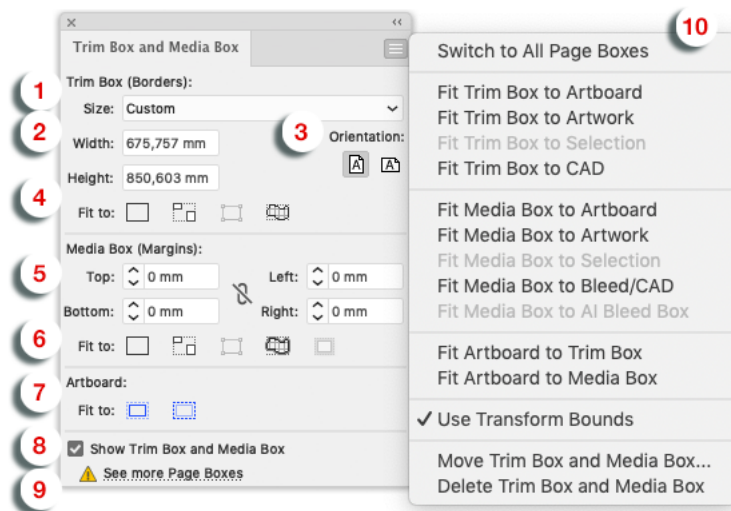 Trim Box and Media Box
Trim Box (Borders):
1
Size: Custom
2
Width: 675,757 mm
3
Orientation:
Height: 850,603 mm
4
Fit to:
Media Box (Margins):
5
Top: 0 mm Left: 0 mm
Bottom: 0 mm Right: 0 mm
6
Fit to:
Artboard:
7
Fit to:
8
Show Trim Box and Media Box
9
See more Page Boxes
10
Switch to All Page Boxes
Fit Trim Box to Artboard
Fit Trim Box to Artwork
Fit Trim Box to Selection
Fit Trim Box to CAD
Fit Media Box to Artboard
Fit Media Box to Artwork
Fit Media Box to Selection
Fit Media Box to Bleed/CAD
Fit Media Box to AI Bleed Box
Fit Artboard to Trim Box
Fit Artboard to Media Box
Use Transform Bounds
Move Trim Box and Media Box...
Delete Trim Box and Media Box